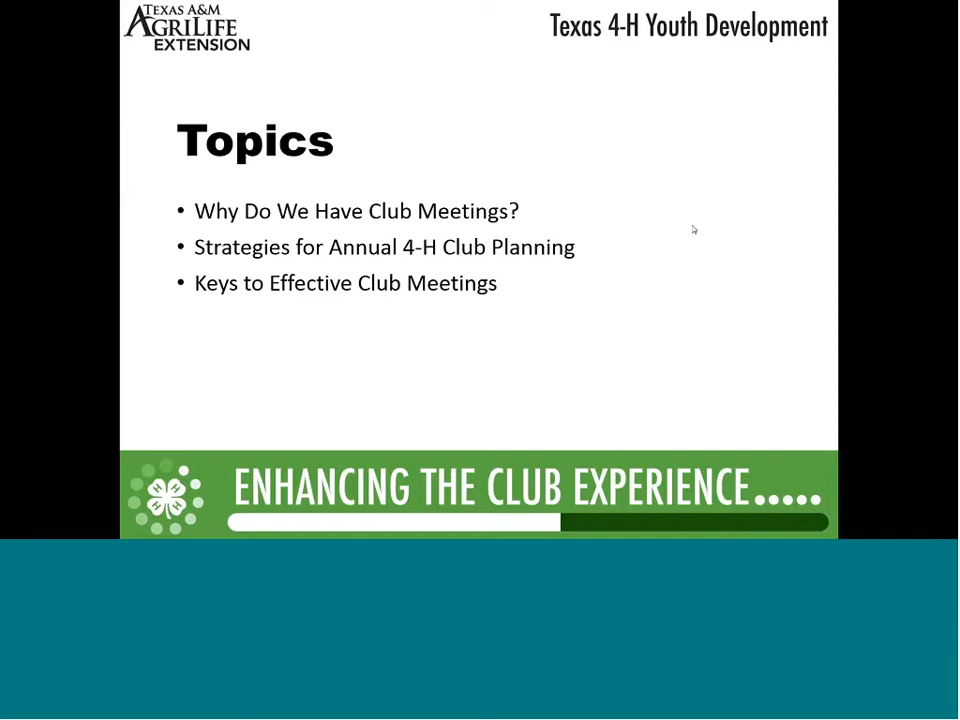 TEXAS A&M
AGRILIFE
EXTENSION
Texas 4-H Youth Development
Topics
• Why Do We Have Club Meetings?
• Strategies for Annual 4-H Club Planning
• Keys to Effective Club Meetings
H H H H
ENHANCING THE CLUB EXPERIENCE.....